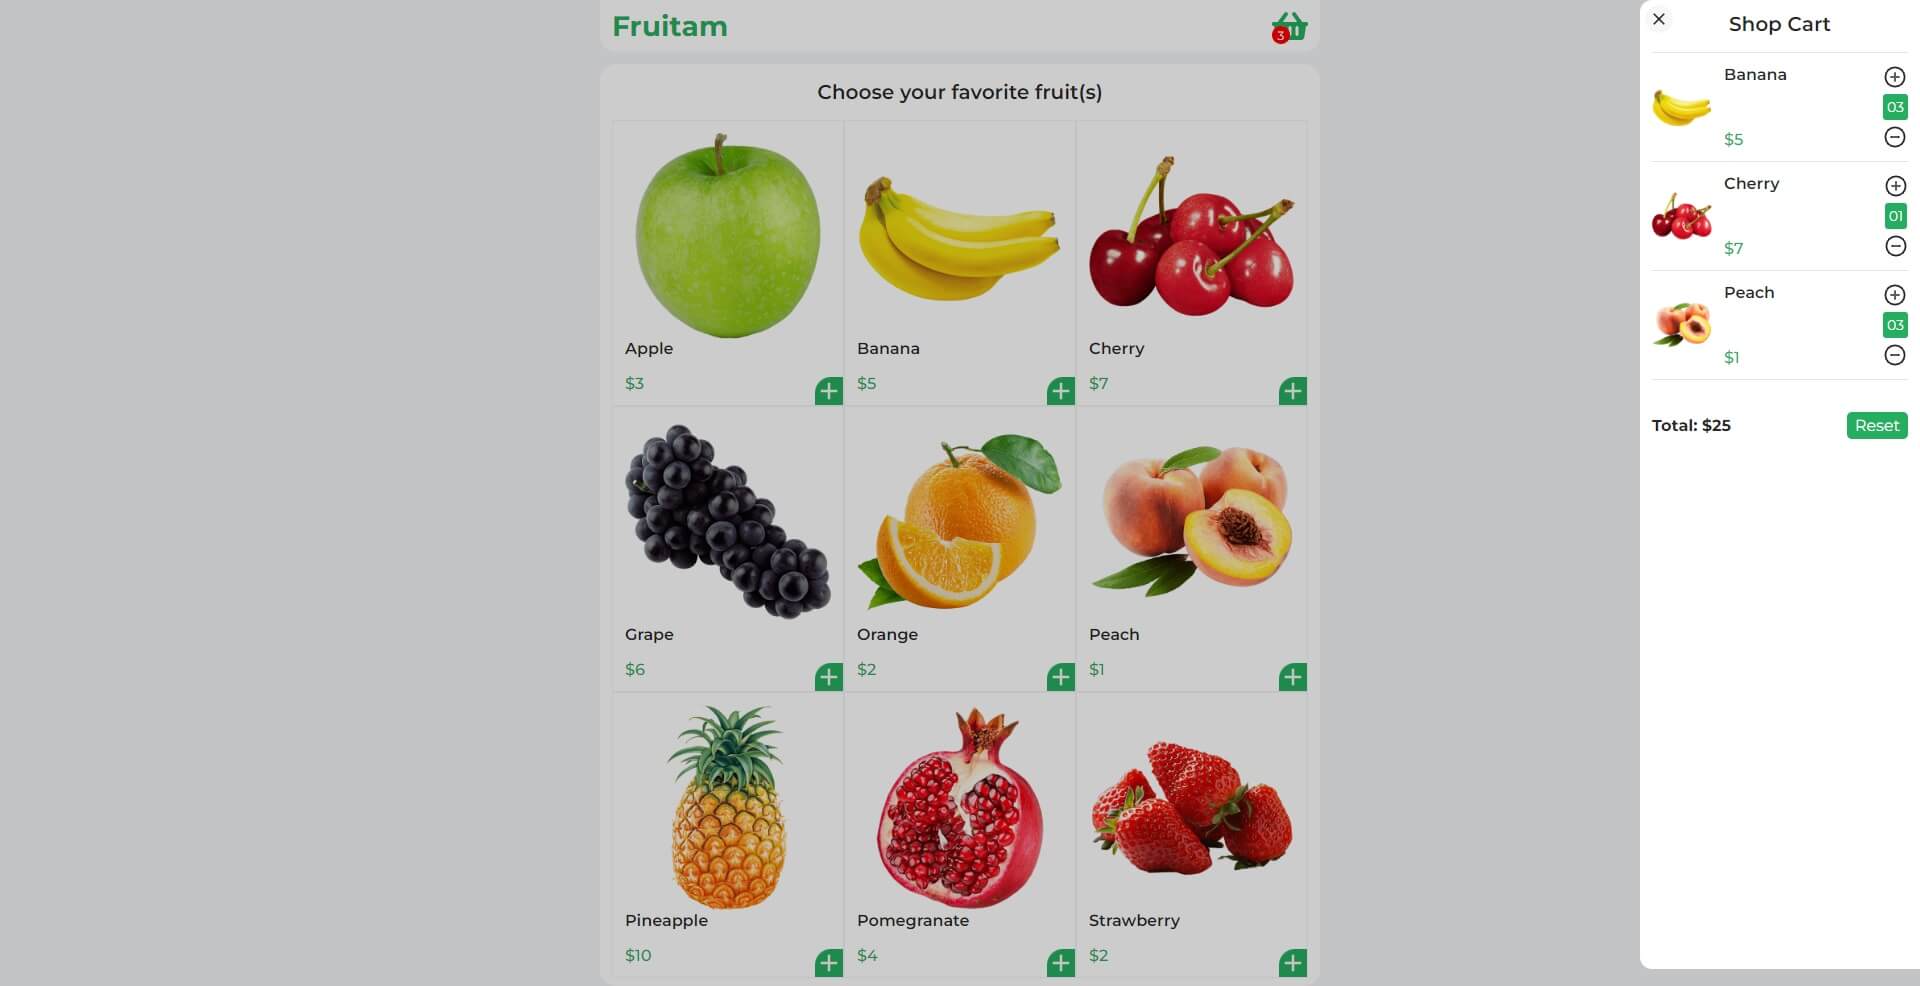 Fruitam
3
Choose your favorite fruit(s)
Apple
$3
Banana
$5
Cherry
$7
Grape
$6
Orange
$2
Peach
$1
Pineapple
$10
Pomegranate
$4
Strawberry
$2
Shop Cart
Banana
03
$5
Cherry
01
$7
Peach
03
$1
Total: $25
Reset